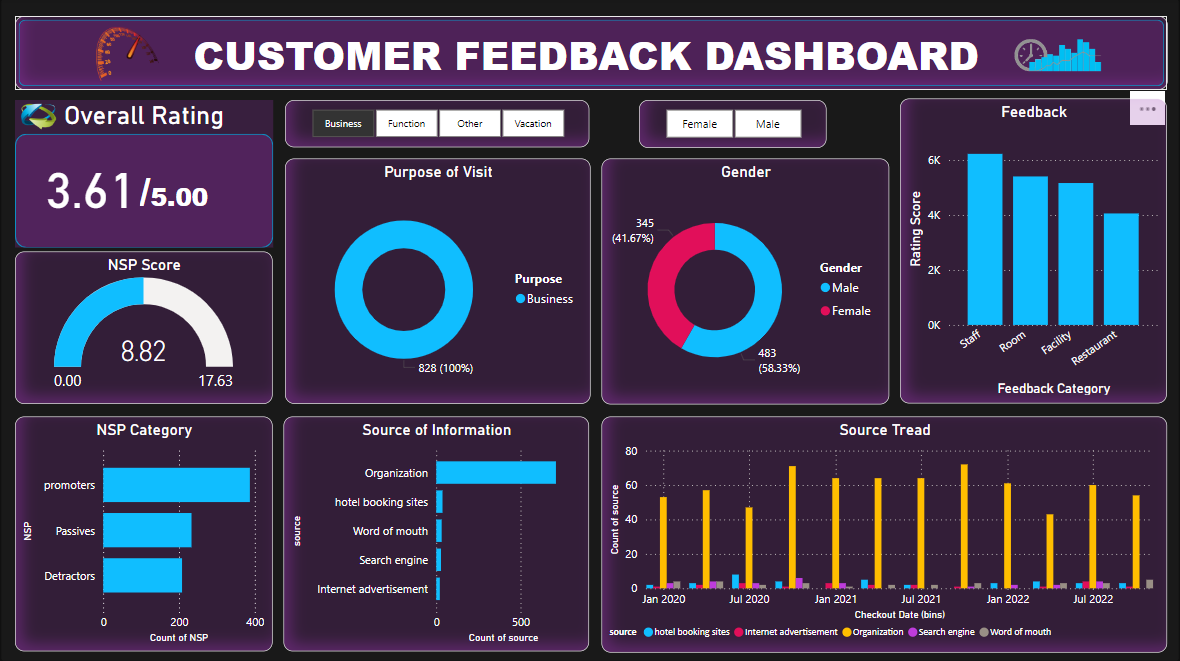 CUSTOMER FEEDBACK DASHBOARD
Overall Rating
3.61/5.00
Business
Function
Other
Vacation
Female
Male
Feedback
6K
4K
2K
0K
Rating Score
Staff
Room
Facility
Restaurant
Feedback Category
NSP Score
8.82
0.00
17.63
Purpose of Visit
828 (100%)
Purpose
Business
Gender
345
(41.67%)
483
(58.33%)
Gender
Male
Female
NSP Category
NSP
promoters
Passives
Detractors
0
200
400
Count of NSP
Source of Information
source
Organization
hotel booking sites
Word of mouth
Search engine
Internet advertisement
0
500
Count of source
Source Tread
Count of source
80
60
40
20
0
Jan 2020
Jul 2020
Jan 2021
Jul 2021
Jan 2022
Jul 2022
Checkout Date (bins)
source
hotel booking sites
Internet advertisement
Organization
Search engine
Word of mouth